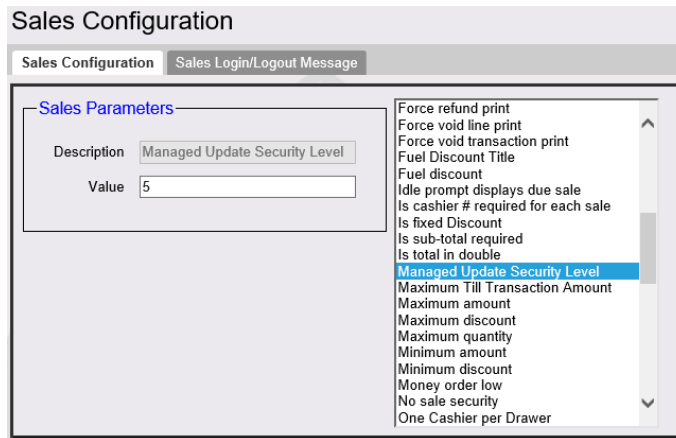 Sales Configuration
Sales Configuration
Sales Login/Logout Message
Sales Parameters
Description Managed Update Security Level
Value 5
Force refund print
Force void line print
Force void transaction print
Fuel Discount Title
Fuel discount
Idle prompt displays due sale
Is cashier # required for each sale
Is fixed Discount
Is sub-total required
Is total in double
Managed Update Security Level
Maximum Till Transaction Amount
Maximum amount
Maximum discount
Maximum quantity
Minimum amount
Minimum discount
Money order low
No sale security
One Cashier per Drawer